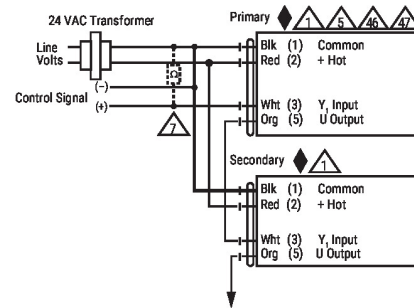 24 VAC Transformer
Primary
1 5 46 47
Line
Volts
Blk (1) Common
Red (2) + Hot
Ω
(–)
Control Signal (+)
Wht (3) Y₁ Input
Org (5) U Output
7
Secondary
1
Blk (1) Common
Red (2) + Hot
Wht (3) Y₁ Input
Org (5) U Output